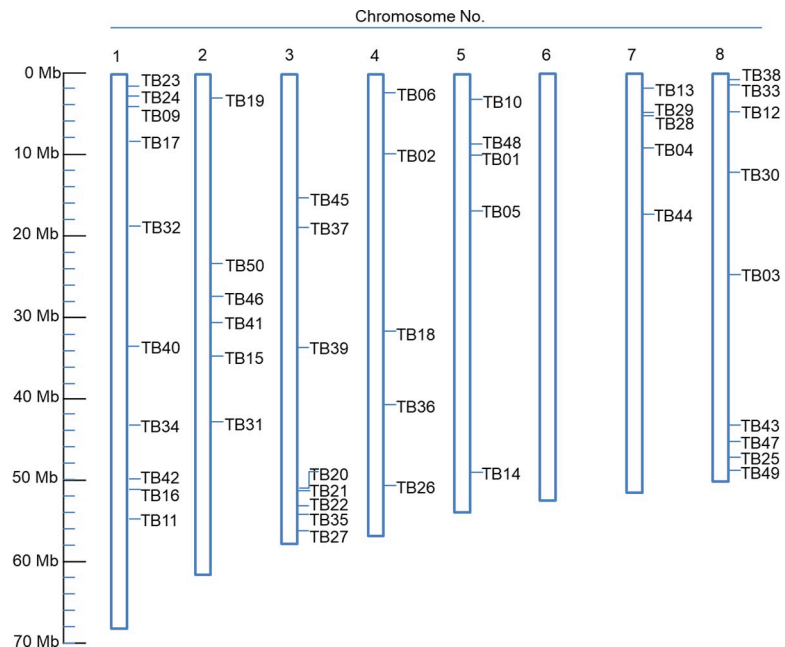 Chromosome No.
1 2 3 4 5 6 7 8
0 Mb
10 Mb
20 Mb
30 Mb
40 Mb
50 Mb
60 Mb
70 Mb
TB23
TB24
TB09
TB17
TB32
TB40
TB34
TB42
TB16
TB11
TB19
TB50
TB46
TB41
TB15
TB31
TB45
TB37
TB39
TB20
TB21
TB22
TB35
TB27
TB06
TB02
TB18
TB36
TB26
TB10
TB48
TB01
TB05
TB14
TB13
TB29
TB28
TB04
TB44
TB38
TB33
TB12
TB30
TB03
TB43
TB47
TB25
TB49